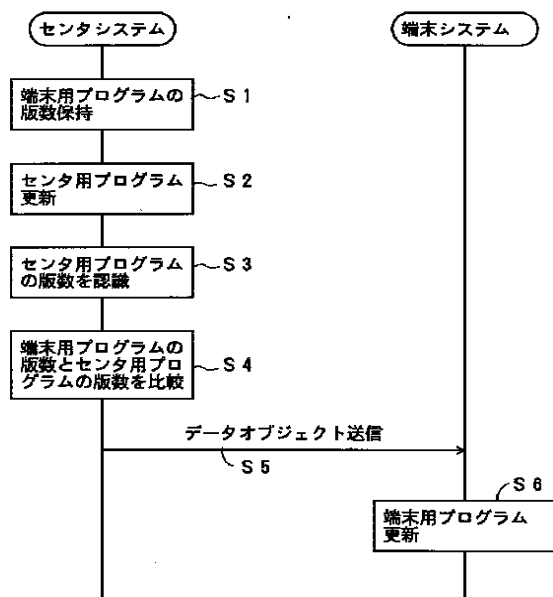 センタシステム
端末システム
端末用プログラムの
版数保持
S1
センタ用プログラム
更新
S2
センタ用プログラム
の版数を認識
S3
端末用プログラムの
版数とセンタ用プロ
グラムの版数を比較
S4
データオブジェクト送信
S5
S6
端末用プログラム
更新